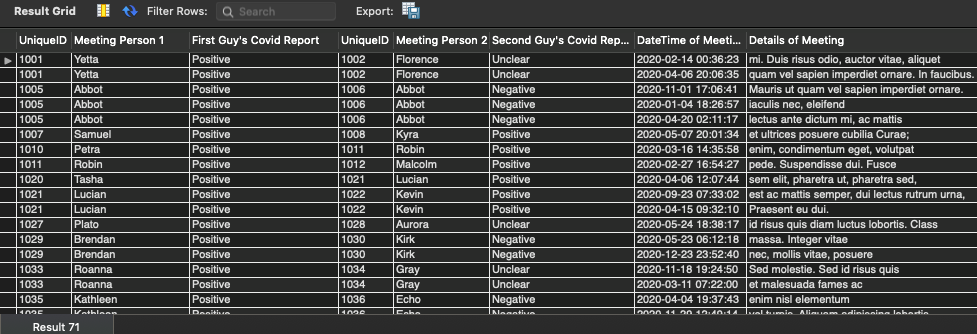 Result Grid Filter Rows: Search Export:
UniqueID Meeting Person 1 First Guy's Covid Report UniqueID Meeting Person 2 Second Guy's Covid Rep... DateTime of Meeti... Details of Meeting
1001 Yetta Positive 1002 Florence Unclear 2020-02-14 00:36:23 mi. Duis risus odio, auctor vitae, aliquet
1001 Yetta Positive 1002 Florence Unclear 2020-04-06 20:06:35 quam vel sapien imperdiet ornare. In faucibus.
1005 Abbot Positive 1006 Abbot Negative 2020-11-01 17:06:41 Mauris ut quam vel sapien imperdiet ornare.
1005 Abbot Positive 1006 Abbot Negative 2020-01-04 18:26:57 iaculis nec, eleifend
1005 Abbot Positive 1006 Abbot Negative 2020-04-20 02:11:17 lectus ante dictum mi, ac mattis
1007 Samuel Positive 1008 Kyra Positive 2020-05-07 20:01:34 et ultrices posuere cubilia Curae;
1010 Petra Positive 1011 Robin Positive 2020-03-16 14:35:58 enim, condimentum eget, volutpat
1011 Robin Positive 1012 Malcolm Positive 2020-02-27 16:54:27 pede. Suspendisse dui. Fusce
1020 Tasha Positive 1021 Lucian Positive 2020-04-06 12:07:44 sem elit, pharetra ut, pharetra sed,
1021 Lucian Positive 1022 Kevin Positive 2020-09-23 07:33:02 est ac mattis semper, dui lectus rutrum urna,
1021 Lucian Positive 1022 Kevin Positive 2020-04-15 09:32:10 Praesent eu dui.
1027 Plato Positive 1028 Aurora Unclear 2020-05-24 18:38:17 id risus quis diam luctus lobortis. Class
1029 Brendan Positive 1030 Kirk Negative 2020-05-23 06:12:18 massa. Integer vitae
1029 Brendan Positive 1030 Kirk Negative 2020-12-23 23:52:40 nec, mollis vitae, posuere
1033 Roanna Positive 1034 Gray Unclear 2020-11-18 19:24:50 Sed molestie. Sed id risus quis
1033 Roanna Positive 1034 Gray Unclear 2020-03-11 07:22:00 et malesuada fames ac
1035 Kathleen Positive 1036 Echo Negative 2020-04-04 19:37:43 enim nisl elementum
1035 Kathleen Positive 1036 Echo Negative
Result 71